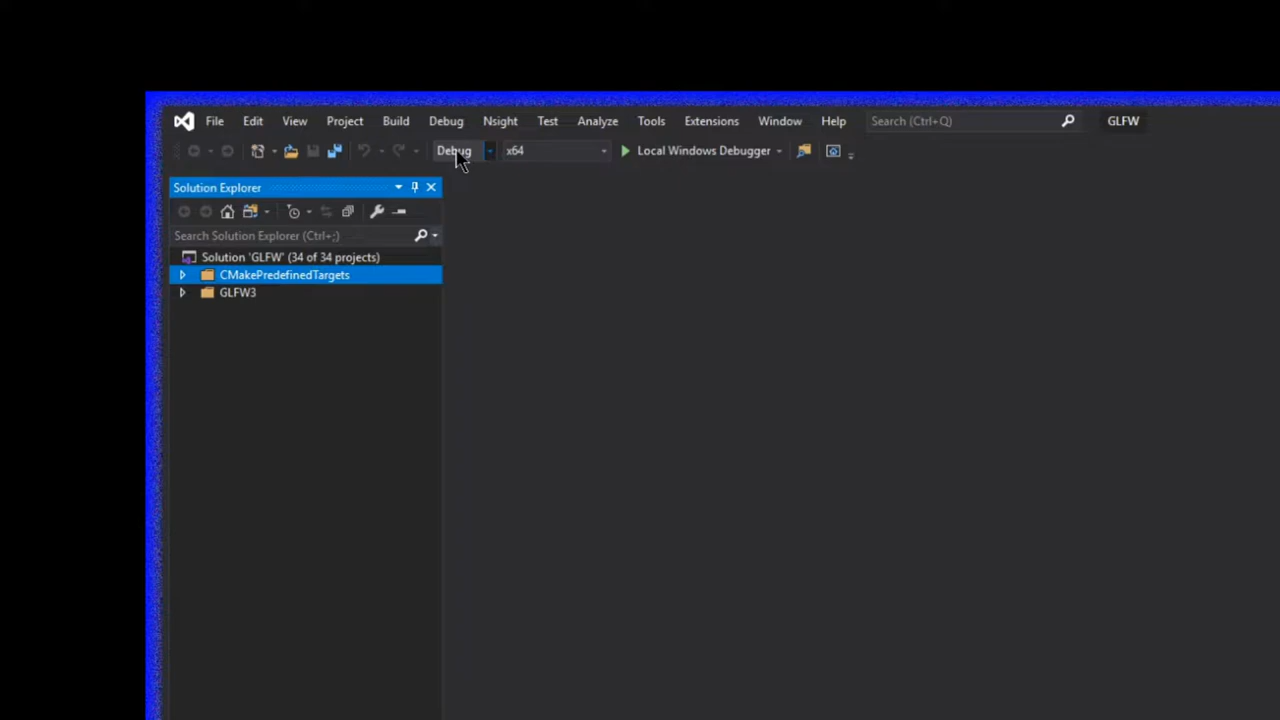 File Edit View Project Build Debug Nsight Test Analyze Tools Extensions Window Help Search (Ctrl+Q) GLFW
Debug x64 Local Windows Debugger
Solution Explorer
Search Solution Explorer (Ctrl+;)
Solution 'GLFW' (34 of 34 projects)
CMakePredefinedTargets
GLFW3